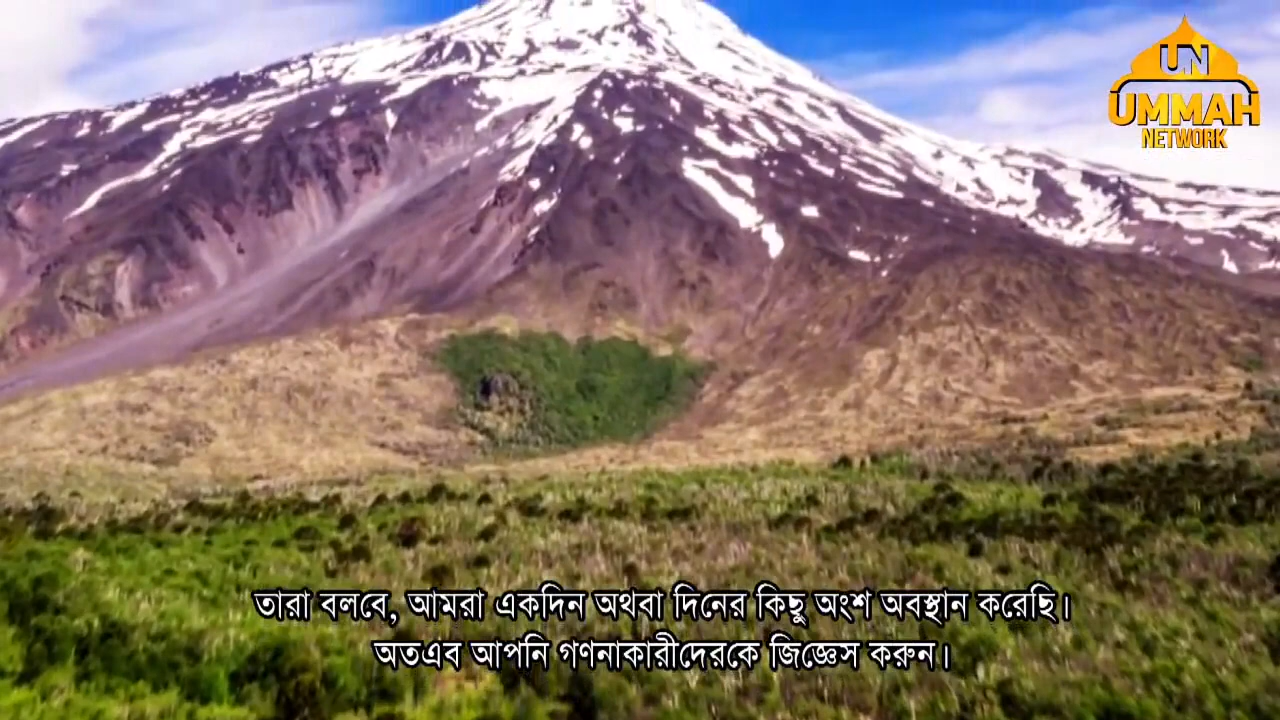 UN
UMMAH
NETWORK
তারা বলবে, আমরা একদিন অথবা দিনের কিছু অংশ অবস্থান করেছি।
অতএব আপনি গণনাকারীদেরকে জিজ্ঞেস করুন।